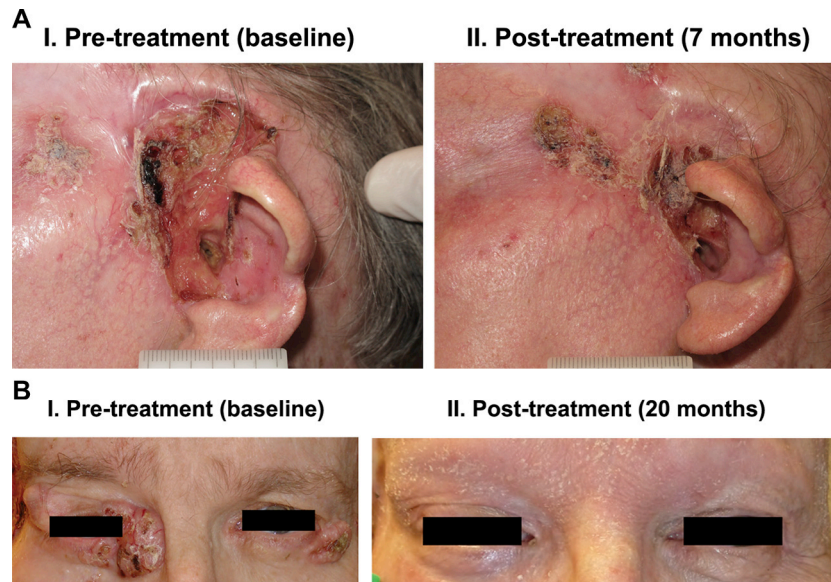 A
I. Pre-treatment (baseline)
II. Post-treatment (7 months)
B
I. Pre-treatment (baseline)
II. Post-treatment (20 months)